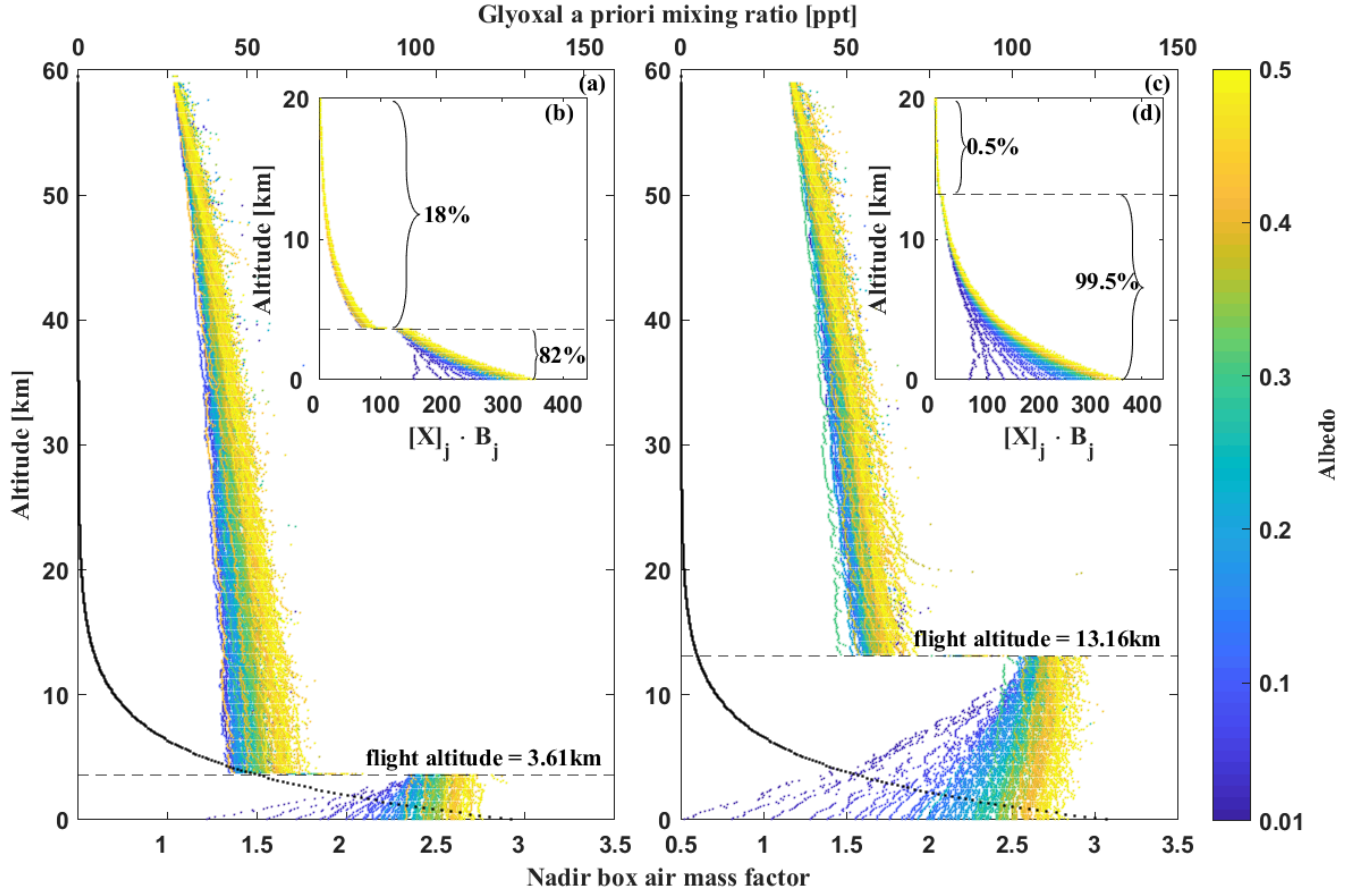 Glyoxal a priori mixing ratio [ppt]
0 50 100 150 0 50 100 150
60 (a) 60 (c) 0.5
20 (b) 20 (d)
0.5%
50 50
18%
Altitude [km] Altitude [km]
10 10
99.5%
40 0.4
40
82%
0 0
0 100 200 300 400 0 100 200 300 400
[X]j · Bj [X]j · Bj
30 30 0.3
Altitude [km] Albedo
20 20 0.2
flight altitude = 13.16km
10 10 0.1
flight altitude = 3.61km
0 0 0.01
1 1.5 2 2.5 3 3.5 0.5 1 1.5 2 2.5 3 3.5
Nadir box air mass factor